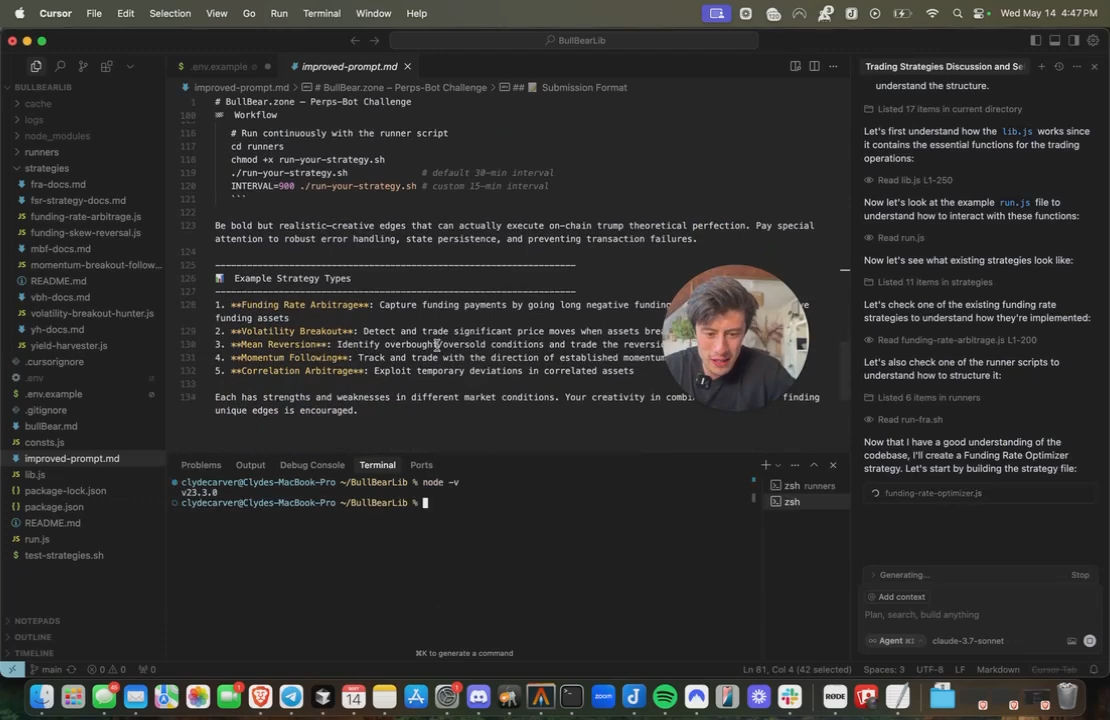 Cursor File Edit Selection View Go Run Terminal Window Help
3
Wed May 14 4:47PM
BullBearLib
.env.example
improved-prompt.md
Trading Strategies Discussion and Se
BULLBEARLIB
cache
logs
node_modules
runners
strategies
fra-docs.md
fsr-strategy-docs.md
funding-rate-arbitrage.js
funding-skew-reversal.js
mbf-docs.md
momentum-breakout-follow...
README.md
vbh-docs.md
volatility-breakout-hunter.js
yh-docs.md
yield-harvester.js
.cursorignore
.env
.env.example
.gitignore
bullBear.md
consts.js
improved-prompt.md
lib.js
package-lock.json
package.json
README.md
run.js
test-strategies.sh
NOTEPADS
OUTLINE
TIMELINE
improved-prompt.md > # BullBear.zone – Perps-Bot Challenge > ## Submission Format
1 # BullBear.zone – Perps-Bot Challenge
100 Workflow
116 # Run continuously with the runner script
117 cd runners
118 chmod +x run-your-strategy.sh
119 ./run-your-strategy.sh # default 30-min interval
120 INTERVAL=900 ./run-your-strategy.sh # custom 15-min interval
121 ```
122
123 Be bold but realistic–creative edges that can actually execute on-chain trump theoretical perfection. Pay special
attention to robust error handling, state persistence, and preventing transaction failures.
124
125
126 Example Strategy Types
127
128 1. **Funding Rate Arbitrage**: Capture funding payments by going long negative
funding assets
129 2. **Volatility Breakout**: Detect and trade significant price moves when assets
130 3. **Mean Reversion**: Identify overbought/oversold conditions and trade the
131 4. **Momentum Following**: Track and trade with the direction of established
132 5. **Correlation Arbitrage**: Exploit temporary deviations in correlated assets
133
134 Each has strengths and weaknesses in different market conditions. Your creativity in finding
unique edges is encouraged.
Problems Output Debug Console Terminal Ports
clydecarver@Clydes-MacBook-Pro ~/BullBearLib % node -v
v23.3.0
clydecarver@Clydes-MacBook-Pro ~/BullBearLib %
zsh runners
zsh
⌘K to generate a command
understand the structure.
Listed 17 items in current directory
Let's first understand how the lib.js works since
it contains the essential functions for the trading
operations:
Read lib.js L1-250
Now let's look at the example run.js file to
understand how to interact with these functions:
Read run.js
Now let's see what existing strategies look like:
Listed 11 items in strategies
Let's check one of the existing funding rate
strategies to understand how they're implemented:
Read funding-rate-arbitrage.js L1-200
Let's also check one of the runner scripts to
understand how to structure it:
Listed 6 items in runners
Read run-fra.sh
Now that I have a good understanding of the
codebase, I'll create a Funding Rate Optimizer
strategy. Let's start by building the strategy file:
funding-rate-optimizer.js
Generating... Stop
@ Add context
Plan, search, build anything
Agent ⌘I claude-3.7-sonnet
main 0 0 0
Ln 81, Col 4 (42 selected) Spaces: 3 UTF-8 LF Markdown Cursor Tab